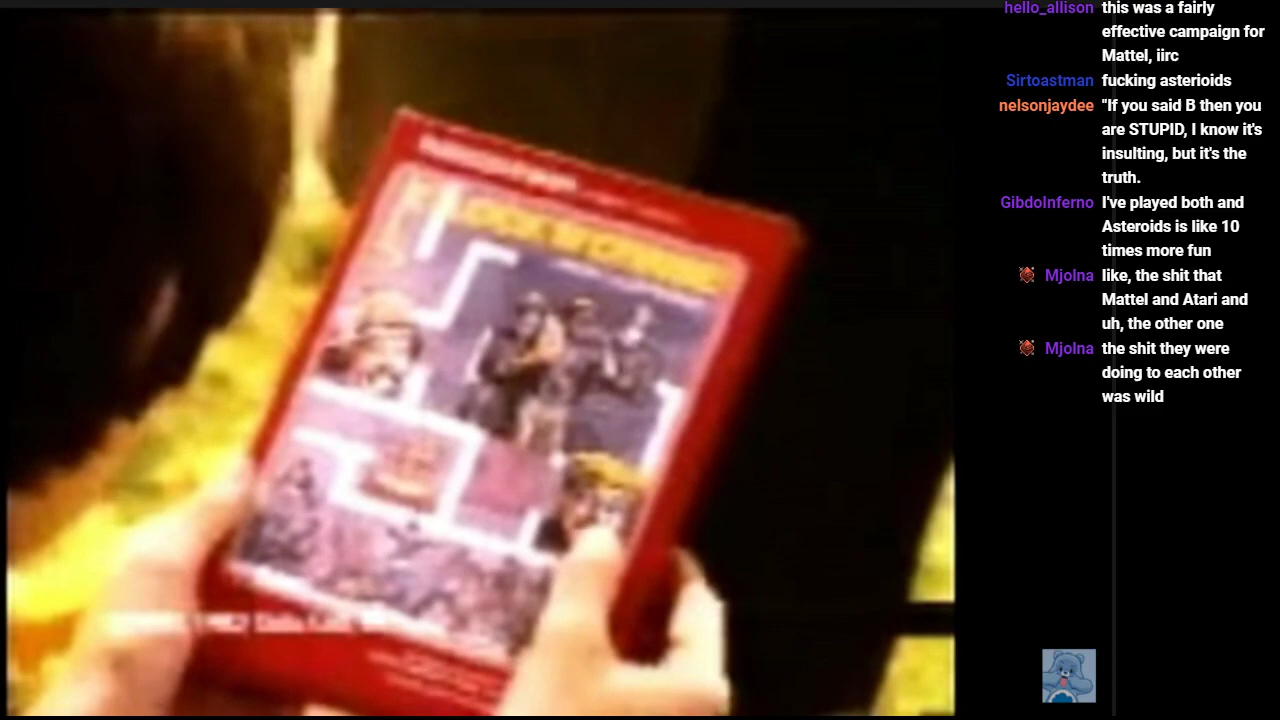 hello_allison this was a fairly
effective campaign for
Mattel, iirc
Sirtoastman fucking asterioids
nelsonjaydee "If you said B then you
are STUPID, I know it's
insulting, but it's the
truth.
GibdoInferno I've played both and
Asteroids is like 10
times more fun
Mjolna like, the shit that
Mattel and Atari and
uh, the other one
Mjolna the shit they were
doing to each other
was wild